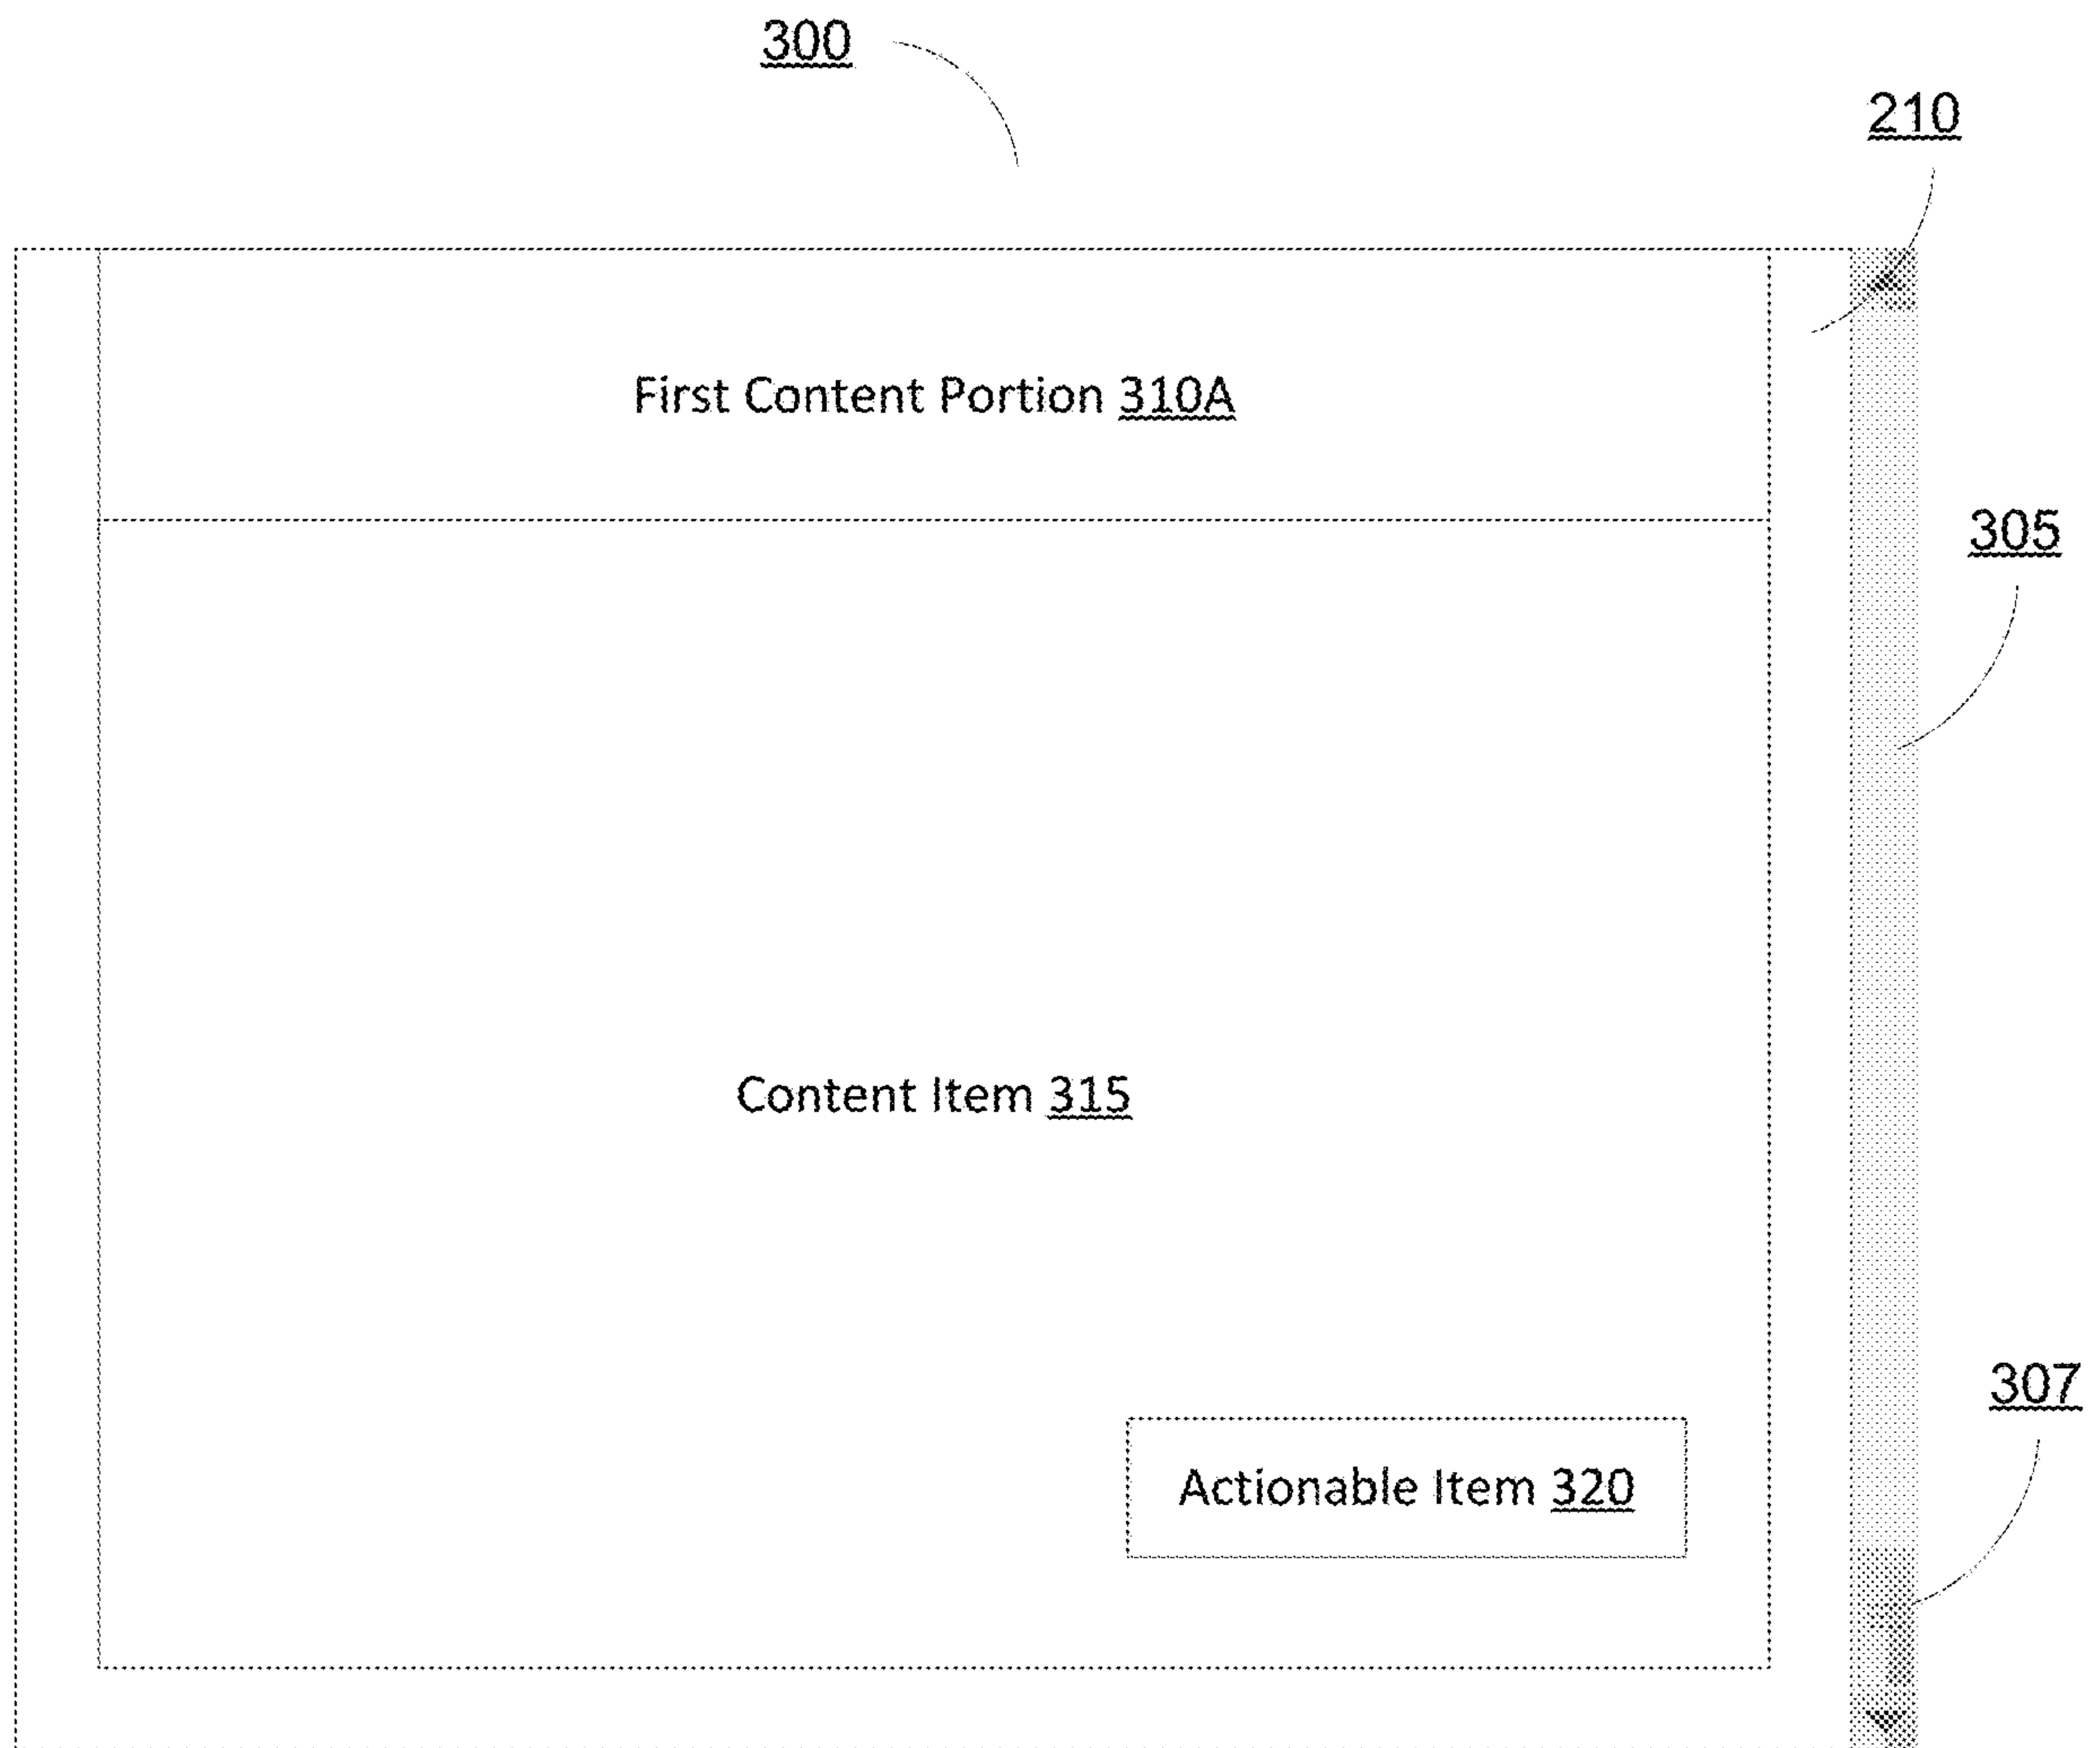 300
210
First Content Portion 310A
305
Content Item 315
307
Actionable Item 320